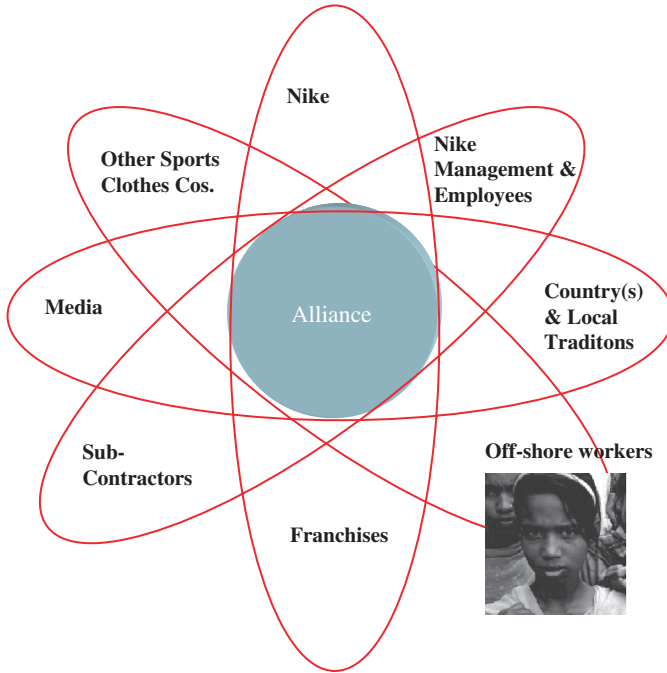 Nike
Other Sports
Clothes Cos.
Nike
Management &
Employees
Media
Alliance
Country(s)
& Local
Traditons
Sub-
Contractors
Off-shore workers
Franchises